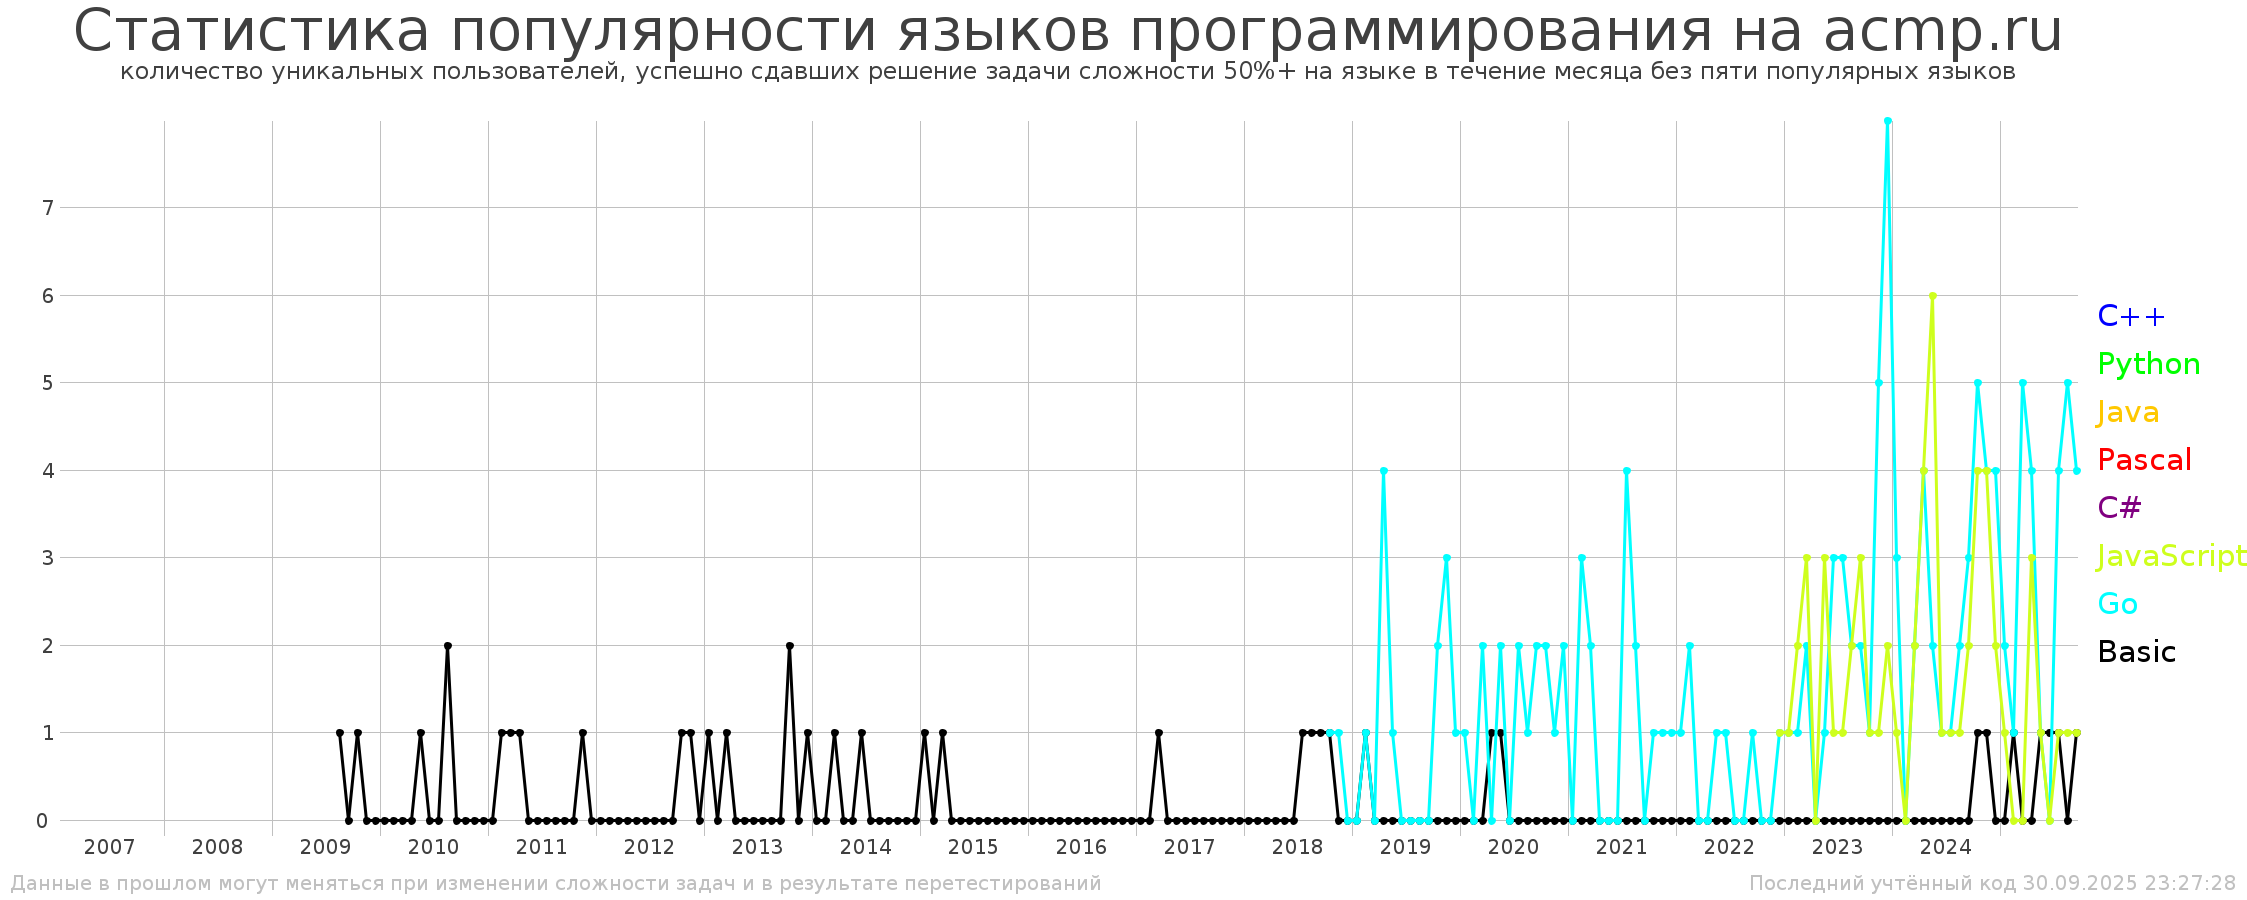 Статистика популярности языков программирования на acmp.ru
количество уникальных пользователей, успешно сдавших решение задачи сложности 50%+ на языке в течение месяца без пяти популярных языков
7
6
5
4
3
2
1
0
2007 2008 2009 2010 2011 2012 2013 2014 2015 2016 2017 2018 2019 2020 2021 2022 2023 2024
C++
Python
Java
Pascal
C#
JavaScript
Go
Basic
Данные в прошлом могут меняться при изменении сложности задач и в результате перетестирований
Последний учтённый код 30.09.2025 23:27:28